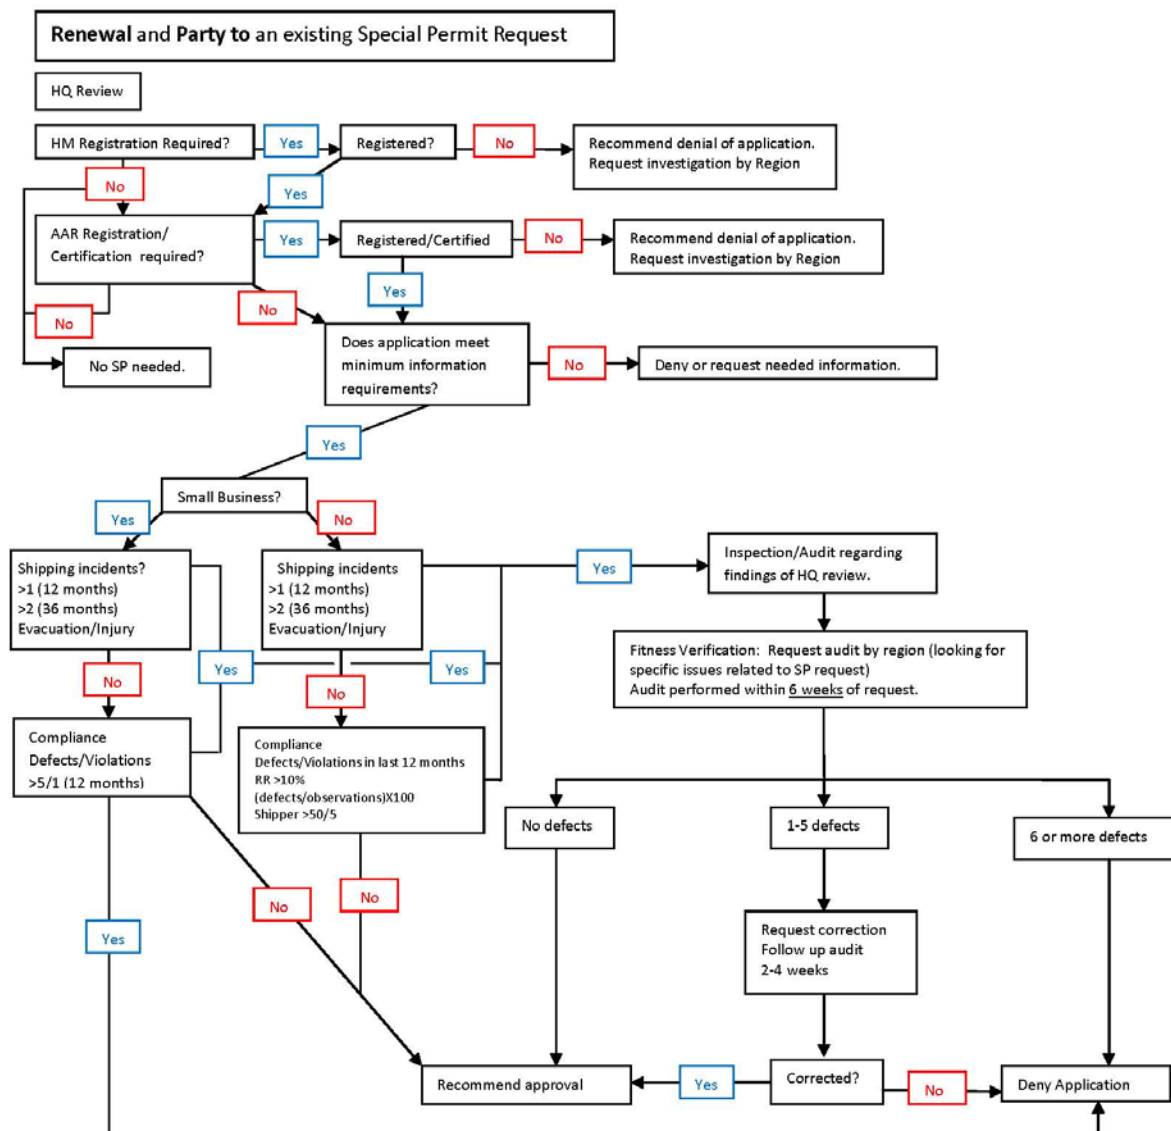 Renewal and Party to an existing Special Permit Request
HQ Review
HM Registration Required?
Yes
Registered?
No
Recommend denial of application.
Request investigation by Region
No
Yes
AAR Registration/
Certification required?
Yes
Registered/Certified
No
Recommend denial of application.
Request investigation by Region
Yes
No
No
No SP needed.
Does application meet
minimum information
requirements?
No
Deny or request needed information.
Yes
Small Business?
Yes
No
Shipping incidents?
>1 (12 months)
>2 (36 months)
Evacuation/Injury
Shipping incidents
>1 (12 months)
>2 (36 months)
Evacuation/Injury
Yes
Inspection/Audit regarding
findings of HQ review.
Yes
Yes
Fitness Verification: Request audit by region (looking for
specific issues related to SP request)
Audit performed within 6 weeks of request.
No
No
Compliance
Defects/Violations
>5/1 (12 months)
Compliance
Defects/Violations in last 12 months
RR >10%
(defects/observations)X100
Shipper >50/5
No defects
1-5 defects
6 or more defects
No
No
Yes
Request correction
Follow up audit
2-4 weeks
Recommend approval
Yes
Corrected?
No
Deny Application